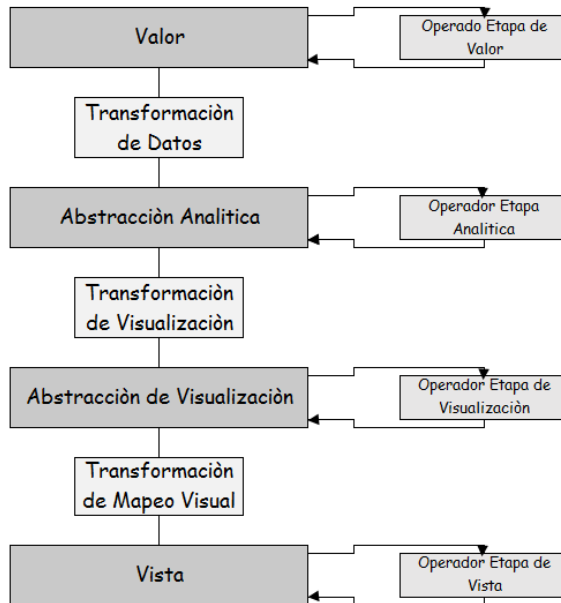 Valor
Operado Etapa de
Valor
Transformaciòn
de Datos
Abstracciòn Analitica
Operador Etapa
Analitica
Transformaciòn
de Visualizaciòn
Abstracciòn de Visualizaciòn
Operador Etapa de
Visualizaciòn
Transformaciòn
de Mapeo Visual
Vista
Operador Etapa de
Vista